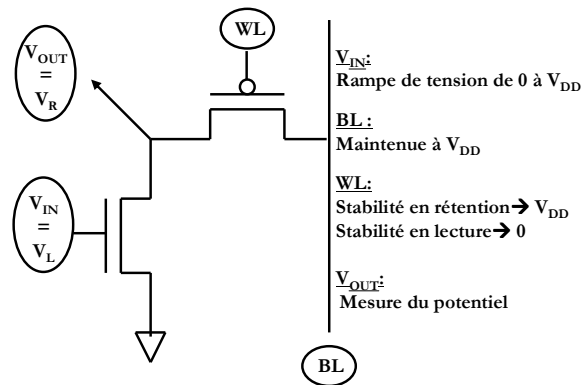 WL
V_OUT
=
V_R
V_IN
=
V_L
V_IN:
Rampe de tension de 0 à V_DD
BL :
Maintenue à V_DD
WL:
Stabilité en rétention➔ V_DD
Stabilité en lecture➔ 0
V_OUT:
Mesure du potentiel
BL